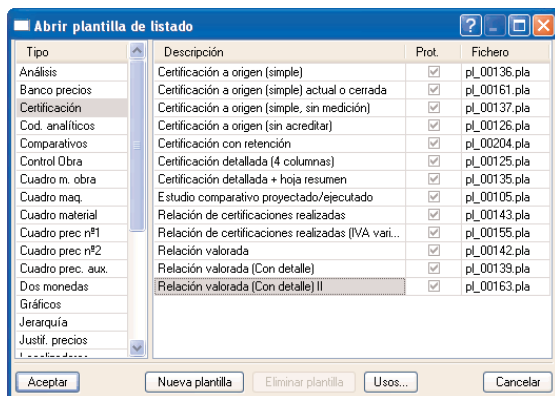 Abrir plantilla de listado
Tipo
Análisis
Banco precios
Certificación
Cod. analíticos
Comparativos
Control Obra
Cuadro m. obra
Cuadro maq.
Cuadro material
Cuadro prec nº1
Cuadro prec nº2
Cuadro prec. aux.
Dos monedas
Gráficos
Jerarquía
Justif. precios
Descripción Prot. Fichero
Certificación a origen (simple) pl_00136.pla
Certificación a origen (simple) actual o cerrada pl_00161.pla
Certificación a origen (simple, sin medición) pl_00137.pla
Certificación a origen (sin acreditar) pl_00126.pla
Certificación con retención pl_00204.pla
Certificación detallada (4 columnas) pl_00125.pla
Certificación detallada + hoja resumen pl_00135.pla
Estudio comparativo proyectado/ejecutado pl_00105.pla
Relación de certificaciones realizadas pl_00143.pla
Relación de certificaciones realizadas (IVA vari... pl_00155.pla
Relación valorada pl_00142.pla
Relación valorada (Con detalle) pl_00139.pla
Relación valorada (Con detalle) II pl_00163.pla
Aceptar Nueva plantilla Eliminar plantilla Usos... Cancelar